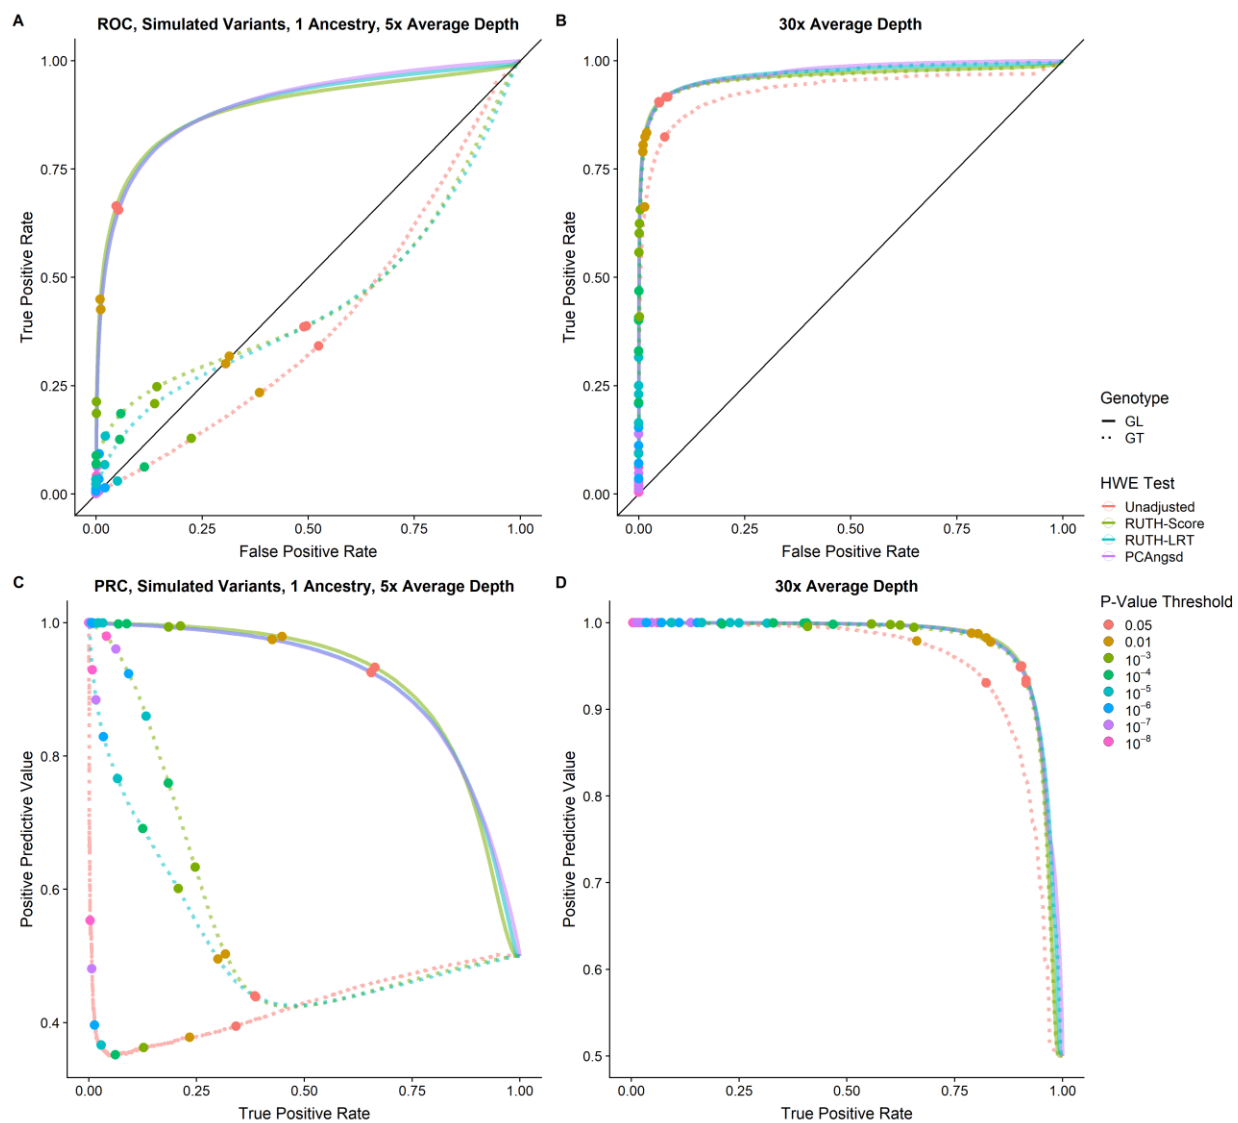 A
ROC, Simulated Variants, 1 Ancestry, 5x Average Depth
1.00
0.75
0.50
0.25
0.00
True Positive Rate
0.00 0.25 0.50 0.75 1.00
False Positive Rate
B
30x Average Depth
1.00
0.75
0.50
0.25
0.00
True Positive Rate
0.00 0.25 0.50 0.75 1.00
False Positive Rate
C
PRC, Simulated Variants, 1 Ancestry, 5x Average Depth
1.0
0.8
0.6
0.4
Positive Predictive Value
0.00 0.25 0.50 0.75 1.00
True Positive Rate
D
30x Average Depth
1.0
0.9
0.8
0.7
0.6
0.5
Positive Predictive Value
0.00 0.25 0.50 0.75 1.00
True Positive Rate
Genotype
GL
GT
HWE Test
Unadjusted
RUTH-Score
RUTH-LRT
PCAngsd
P-Value Threshold
0.05
0.01
10⁻³
10⁻⁴
10⁻⁵
10⁻⁶
10⁻⁷
10⁻⁸